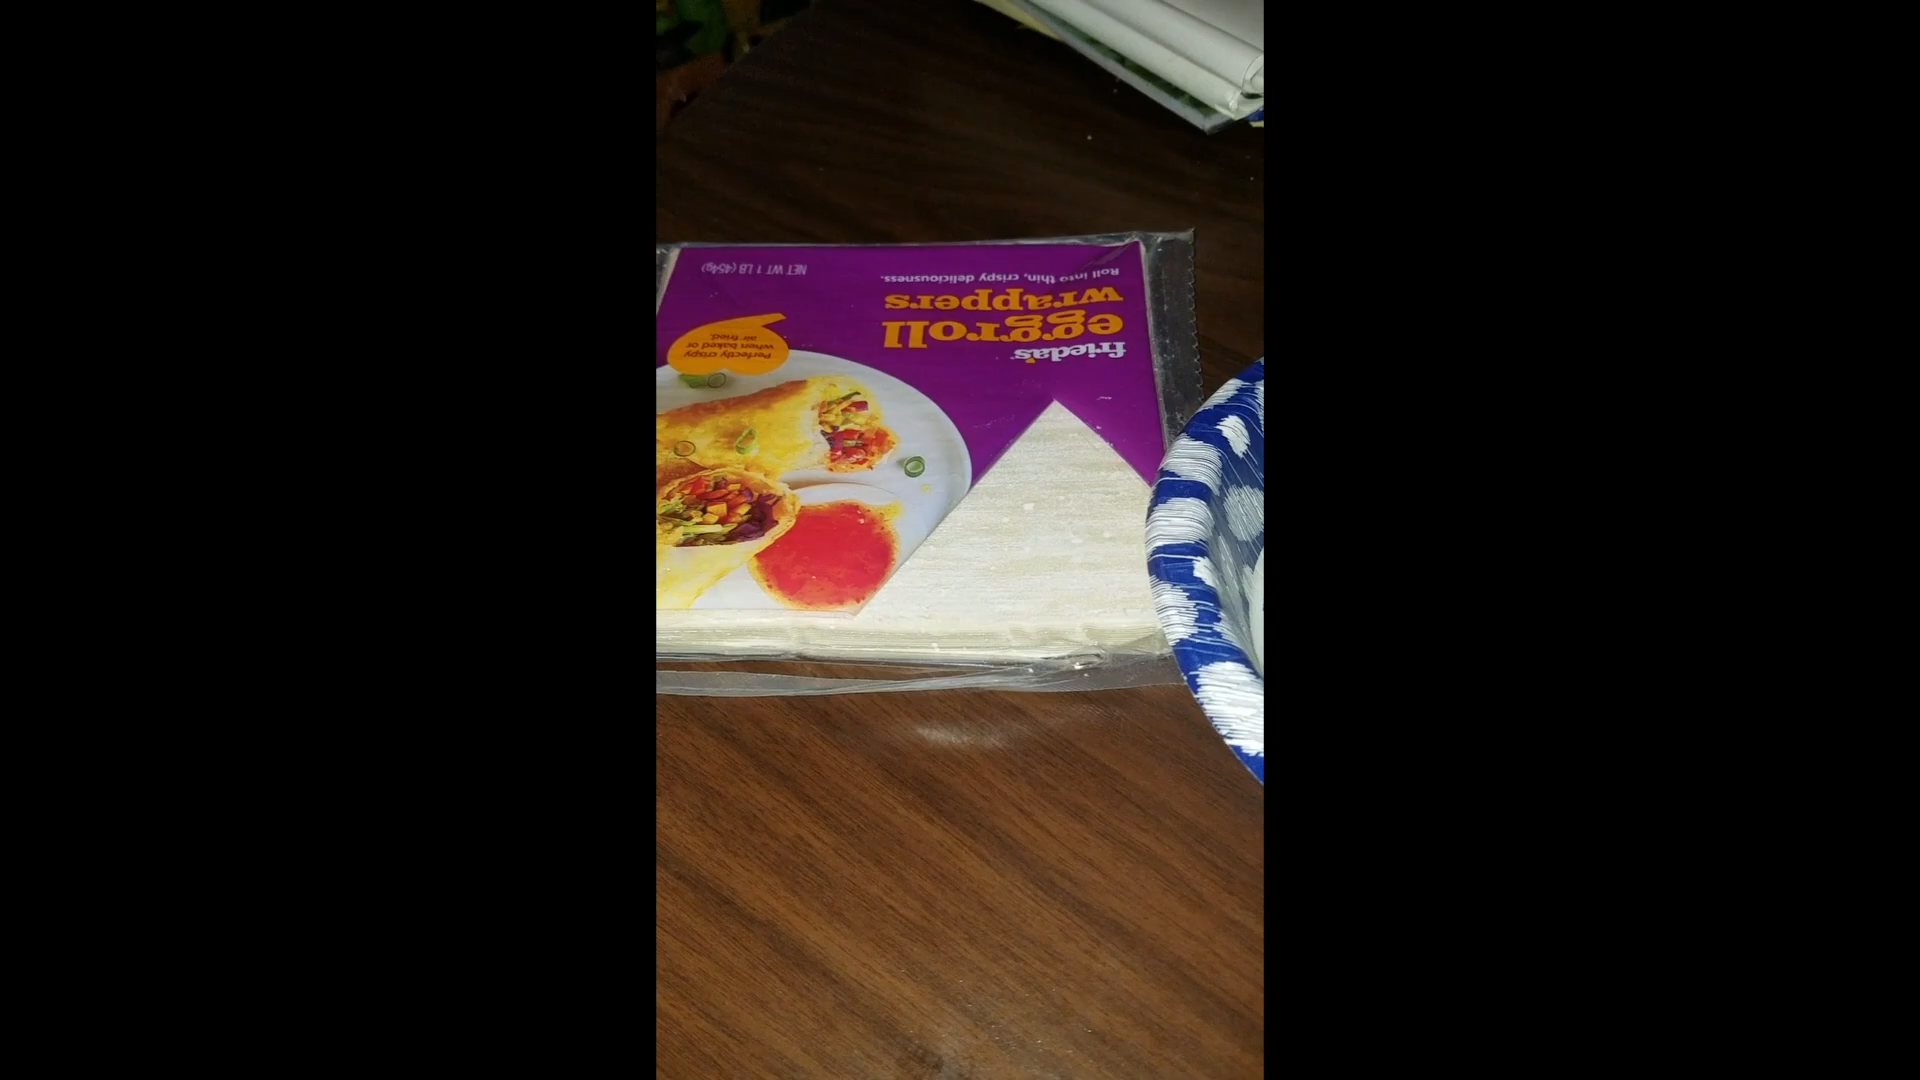 frieda's
eggroll
wrappers
Roll into thin, crispy deliciousness.
Perfectly crispy
when baked or
air fried.
NET WT 1 LB (454g)